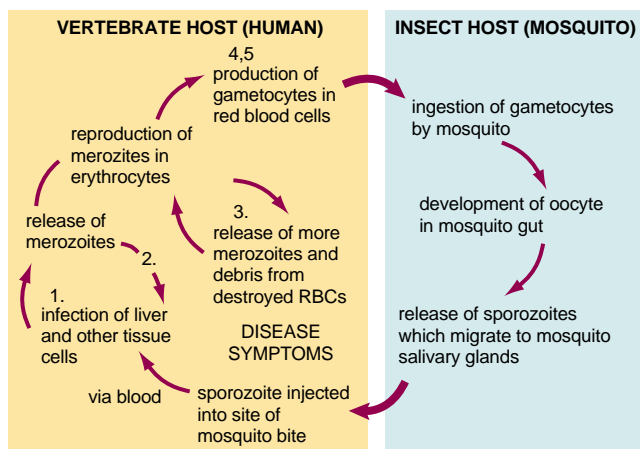 VERTEBRATE HOST (HUMAN)
INSECT HOST (MOSQUITO)
4,5
production of
gametocytes in
red blood cells
ingestion of gametocytes
by mosquito
reproduction of
merozites in
erythrocytes
development of oocyte
in mosquito gut
release of
merozoites
2.
3.
release of more
merozoites and
debris from
destroyed RBCs
1.
infection of liver
and other tissue
cells
DISEASE
SYMPTOMS
release of sporozoites
which migrate to mosquito
salivary glands
via blood
sporozoite injected
into site of
mosquito bite